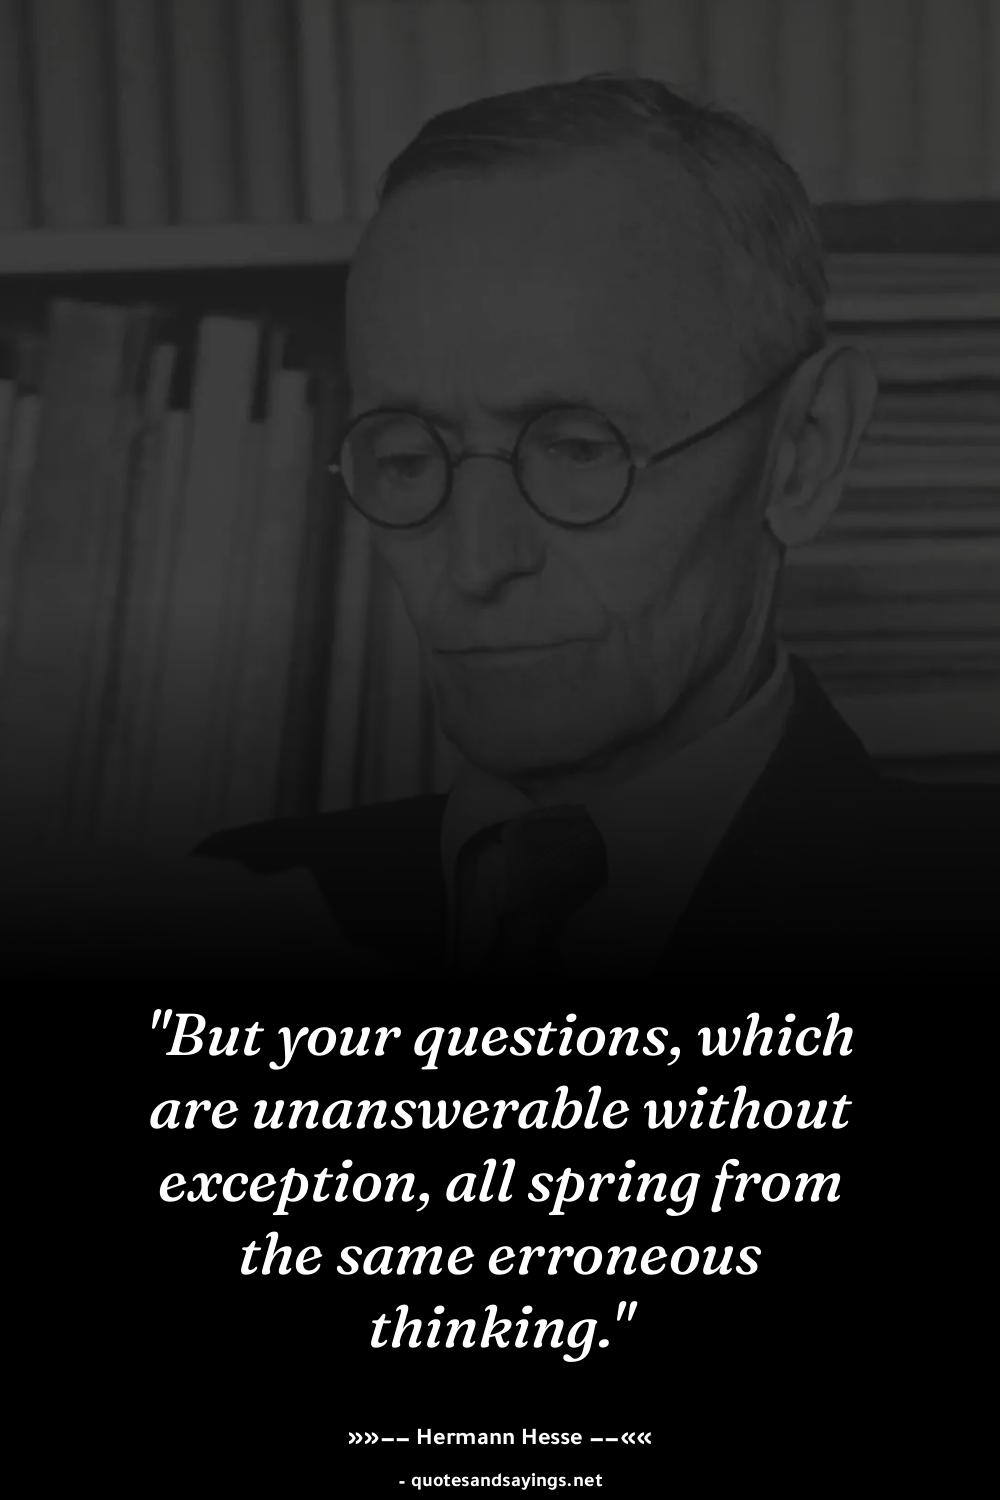 "But your questions, which
are unanswerable without
exception, all spring from
the same erroneous
thinking."
»»−− Hermann Hesse −−««
- quotesandsayings.net